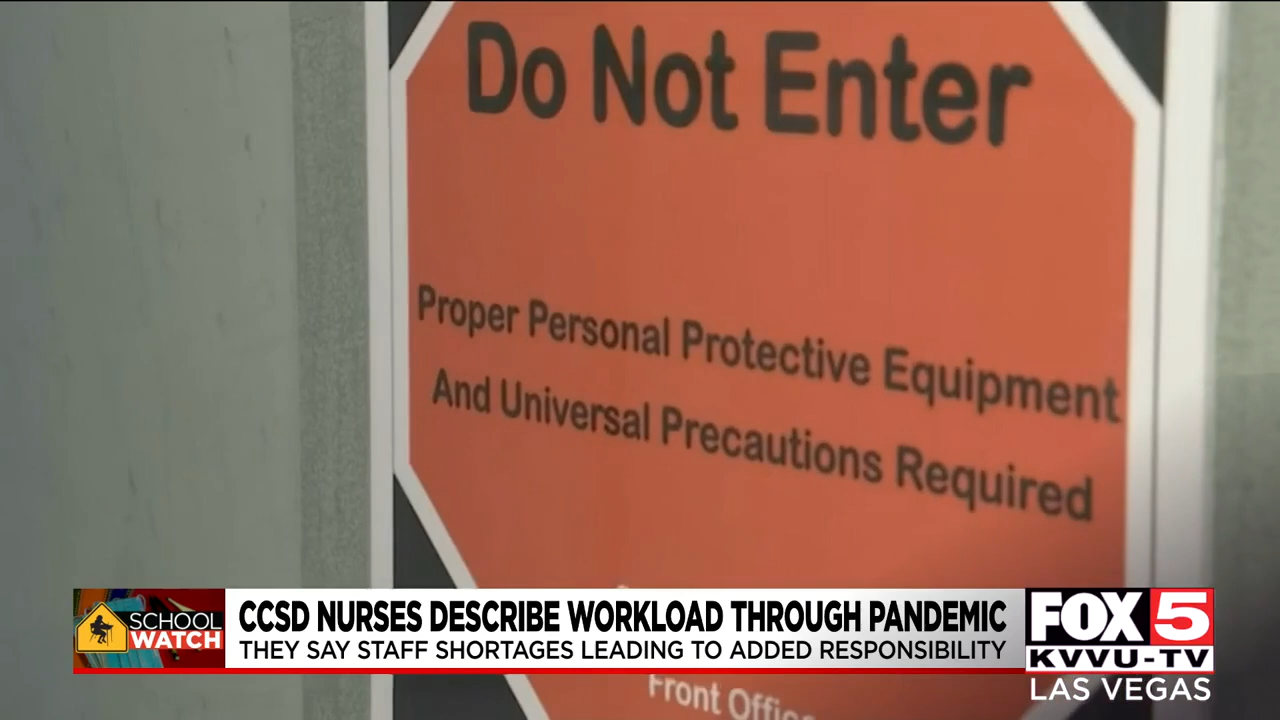 Do Not Enter
Proper Personal Protective Equipment
And Universal Precautions Required
Front Office
SCHOOL
WATCH
CCSD NURSES DESCRIBE WORKLOAD THROUGH PANDEMIC
THEY SAY STAFF SHORTAGES LEADING TO ADDED RESPONSIBILITY
FOX 5
KVVU-TV
LAS VEGAS